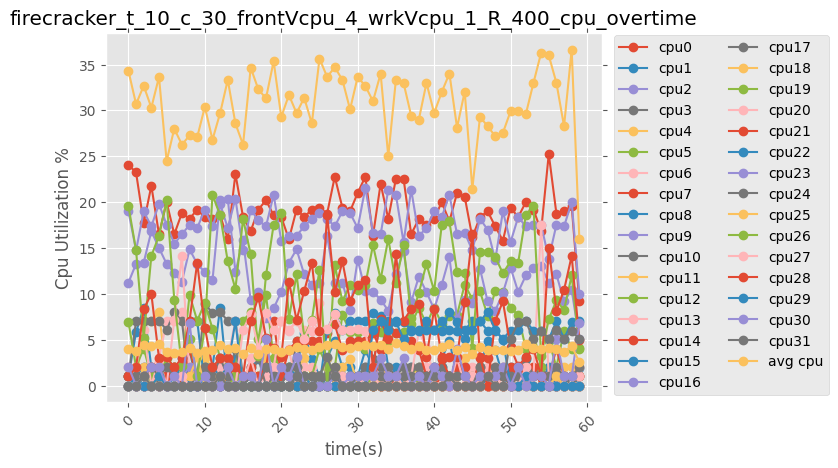 firecracker_t_10_c_30_frontVcpu_4_wrkVcpu_1_R_400_cpu_overtime
Cpu Utilization %
35
30
25
20
15
10
5
0
0
10
20
30
40
50
60
time(s)
cpu0
cpu1
cpu2
cpu3
cpu4
cpu5
cpu6
cpu7
cpu8
cpu9
cpu10
cpu11
cpu12
cpu13
cpu14
cpu15
cpu16
cpu17
cpu18
cpu19
cpu20
cpu21
cpu22
cpu23
cpu24
cpu25
cpu26
cpu27
cpu28
cpu29
cpu30
cpu31
avg cpu